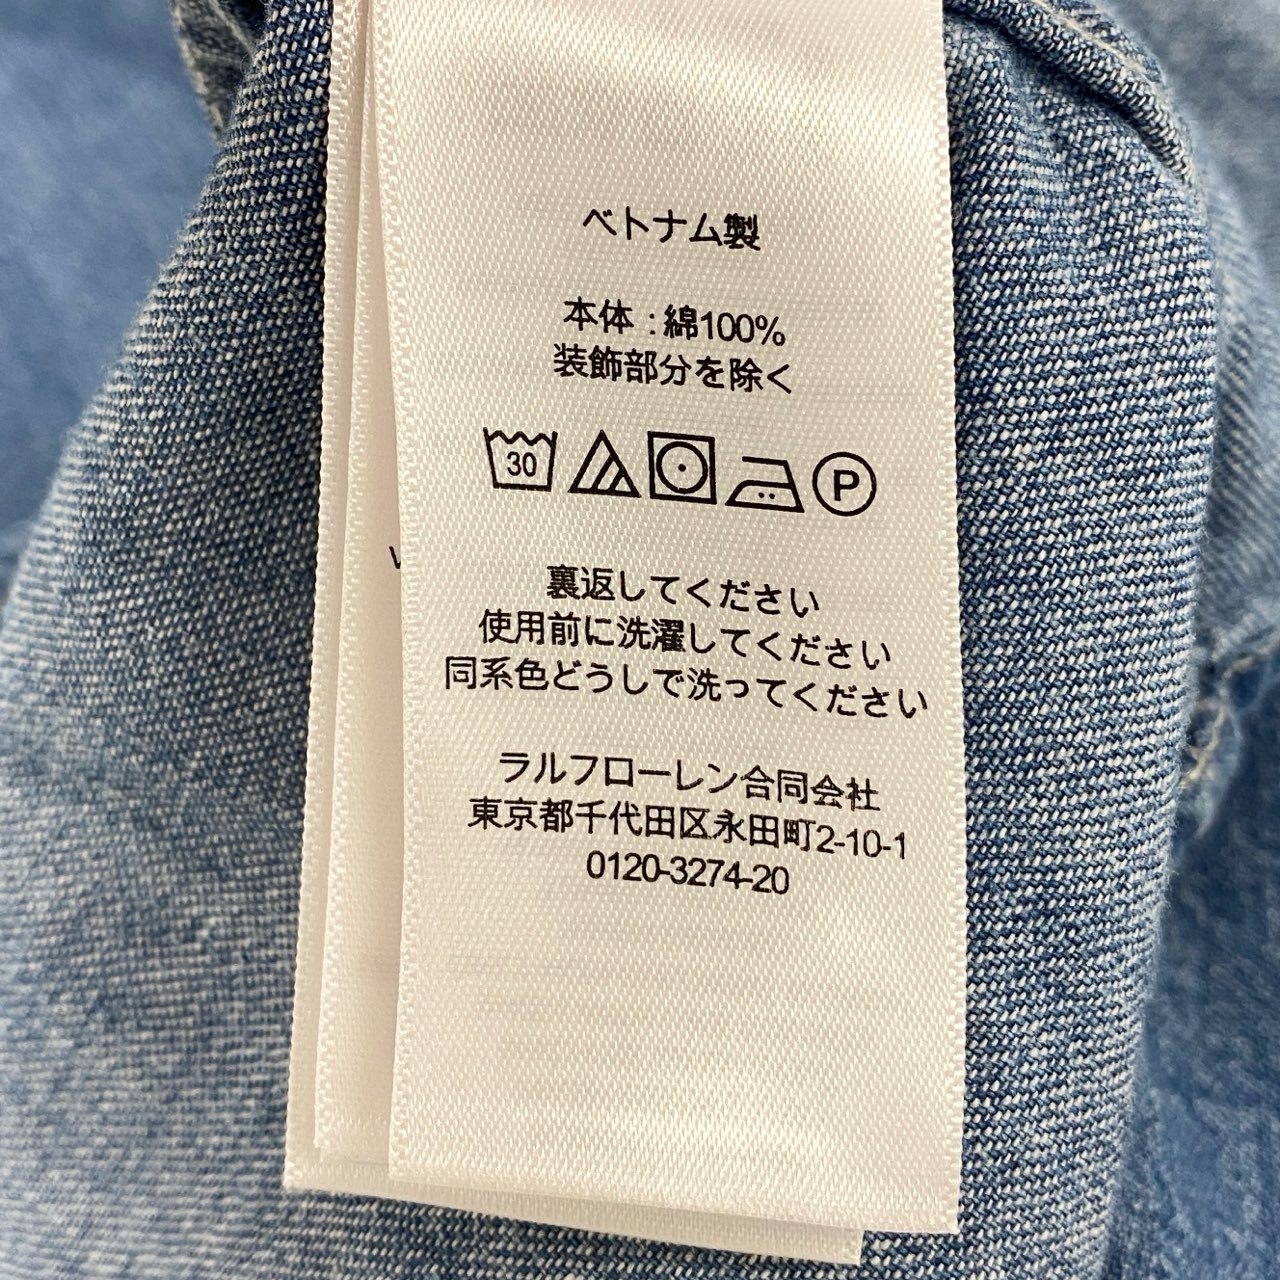 ベトナム製
本体 : 綿100%
装飾部分を除く
30 P
裏返してください
使用前に洗濯してください
同系色どうしで洗ってください
ラルフローレン合同会社
東京都千代田区永田町2-10-1
0120-3274-20